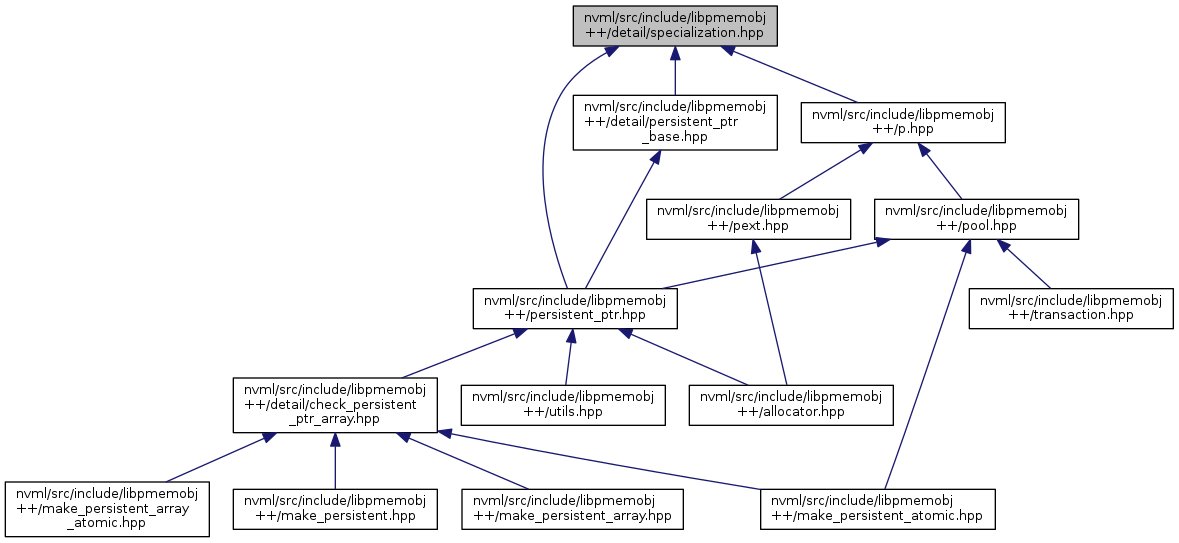 nvml/src/include/libpmemobj
++/detail/specialization.hpp
nvml/src/include/libpmemobj
++/detail/persistent_ptr
_base.hpp
nvml/src/include/libpmemobj
++/p.hpp
nvml/src/include/libpmemobj
++/pext.hpp
nvml/src/include/libpmemobj
++/pool.hpp
nvml/src/include/libpmemobj
++/persistent_ptr.hpp
nvml/src/include/libpmemobj
++/transaction.hpp
nvml/src/include/libpmemobj
++/detail/check_persistent
_ptr_array.hpp
nvml/src/include/libpmemobj
++/utils.hpp
nvml/src/include/libpmemobj
++/allocator.hpp
nvml/src/include/libpmemobj
++/make_persistent_array
_atomic.hpp
nvml/src/include/libpmemobj
++/make_persistent.hpp
nvml/src/include/libpmemobj
++/make_persistent_array.hpp
nvml/src/include/libpmemobj
++/make_persistent_atomic.hpp